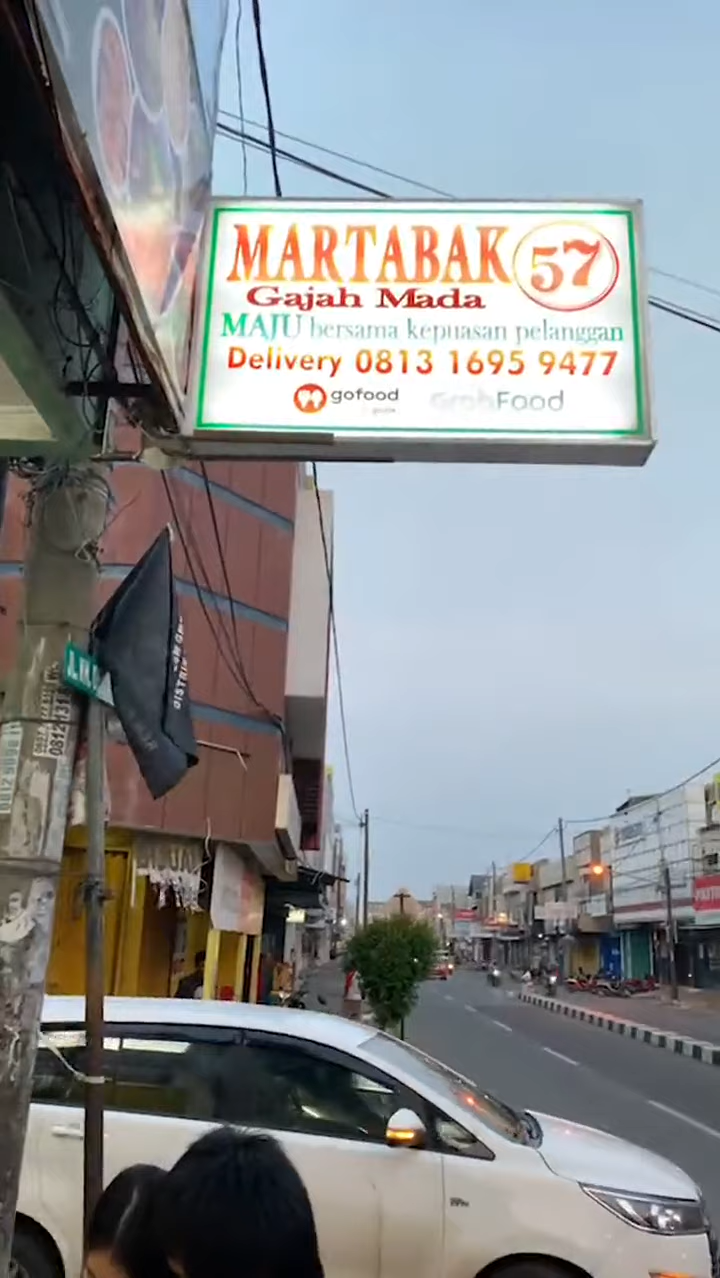 MARTABAK 57
Gajah Mada
MAJU bersama kepuasan pelanggan
Delivery 0813 1695 9477
gofood
GrabFood